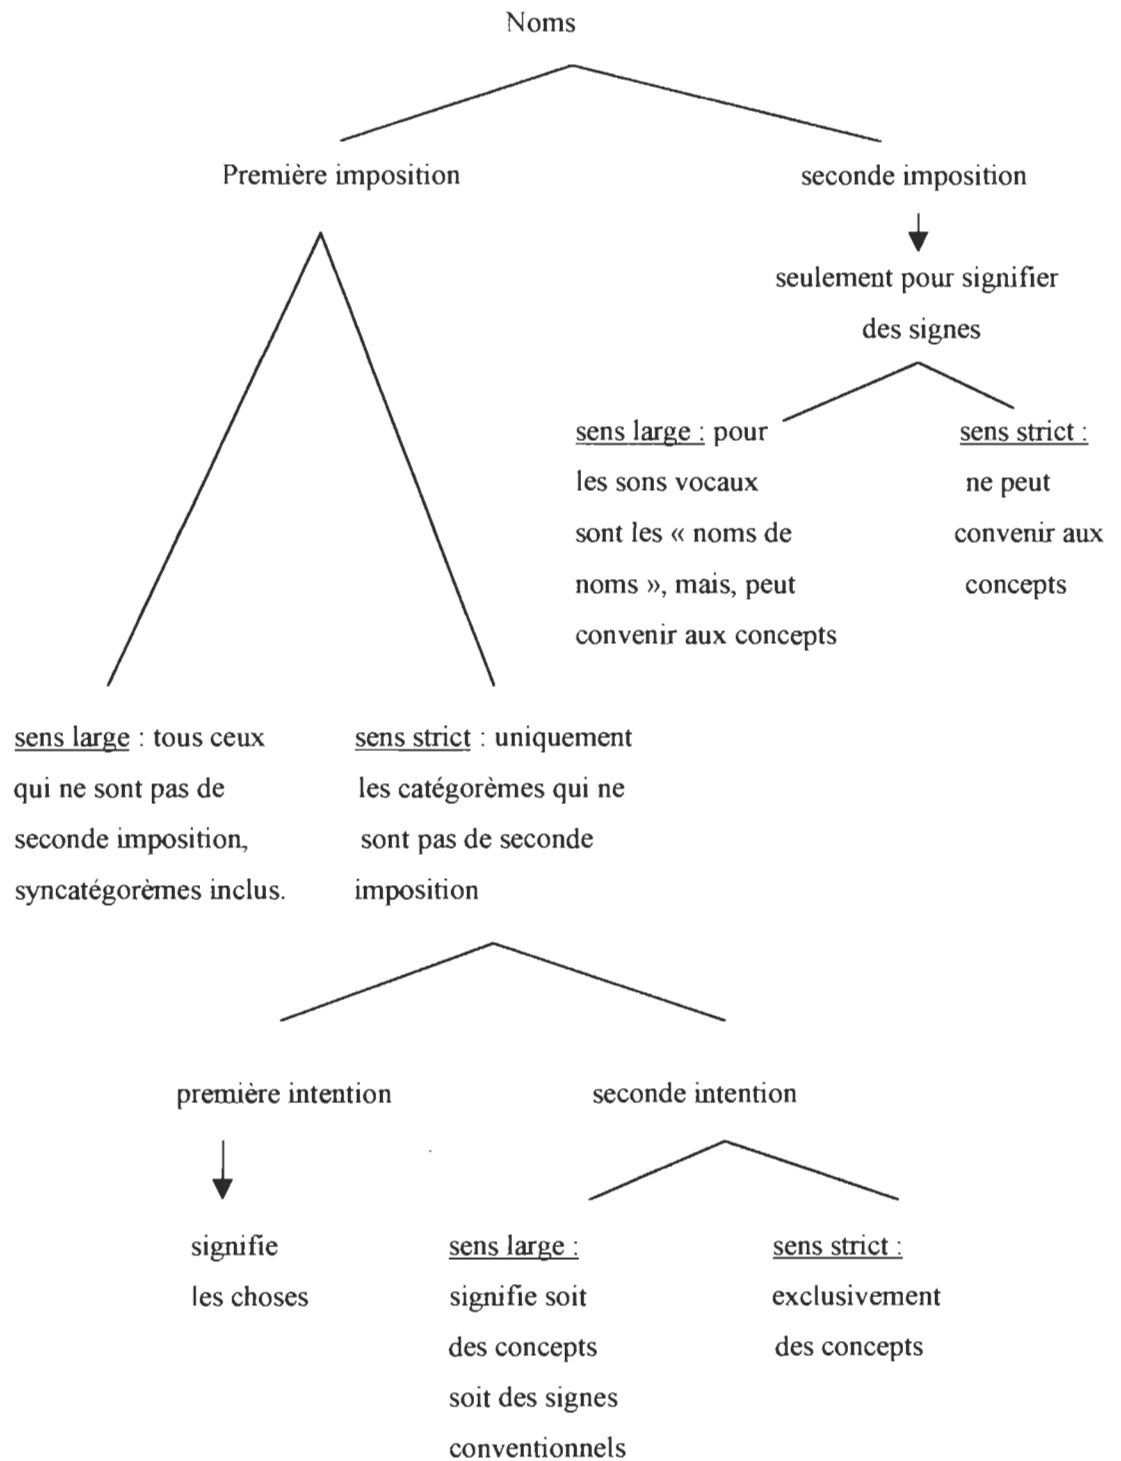 Noms
Première imposition
seconde imposition
seulement pour signifier
des signes
sens large : pour
les sons vocaux
sont les « noms de
noms », mais, peut
convenir aux concepts
sens strict :
ne peut
convenir aux
concepts
sens large : tous ceux
qui ne sont pas de
seconde imposition,
syncatégorèmes inclus.
sens strict : uniquement
les catégorèmes qui ne
sont pas de seconde
imposition
première intention
seconde intention
signifie
les choses
sens large :
signifie soit
des concepts
soit des signes
conventionnels
sens strict :
exclusivement
des concepts